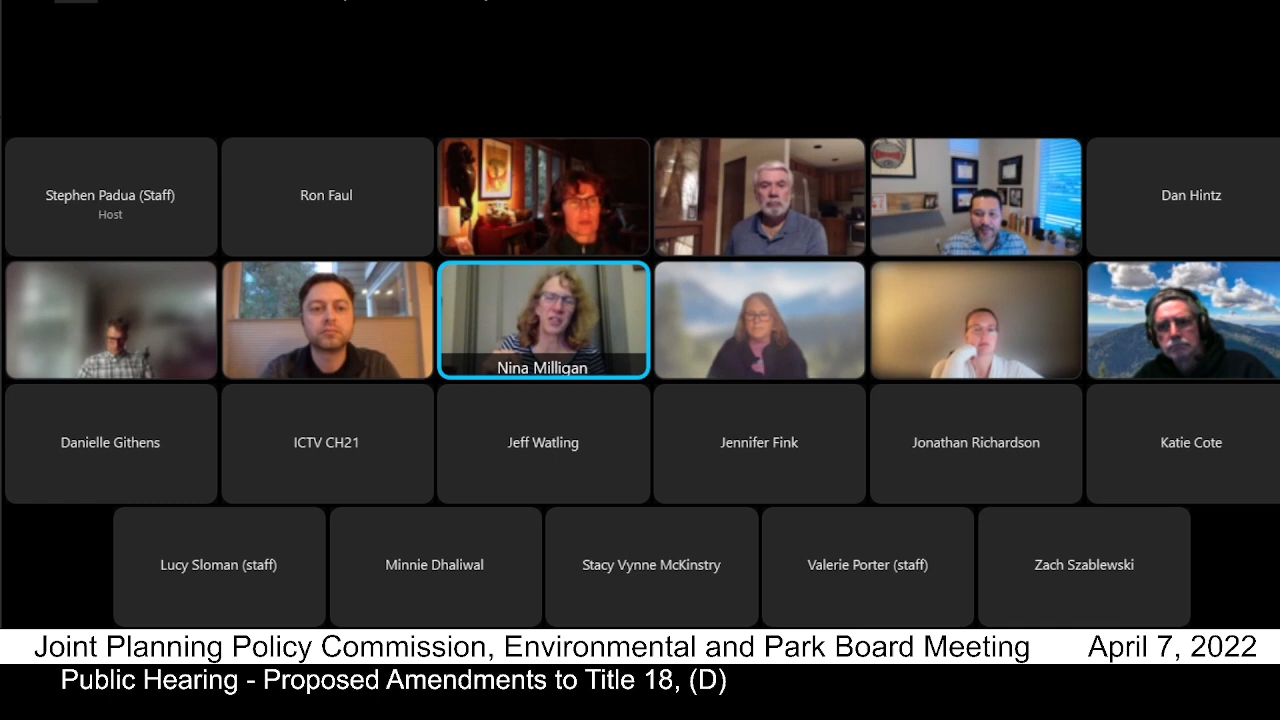 Stephen Padua (Staff)
Host
Ron Faul
Dan Hintz
Nina Milligan
Danielle Githens
ICTV CH21
Jeff Watling
Jennifer Fink
Jonathan Richardson
Katie Cote
Lucy Sloman (staff)
Minnie Dhaliwal
Stacy Vynne McKinstry
Valerie Porter (staff)
Zach Szablewski
Joint Planning Policy Commission, Environmental and Park Board Meeting April 7, 2022
Public Hearing - Proposed Amendments to Title 18, (D)